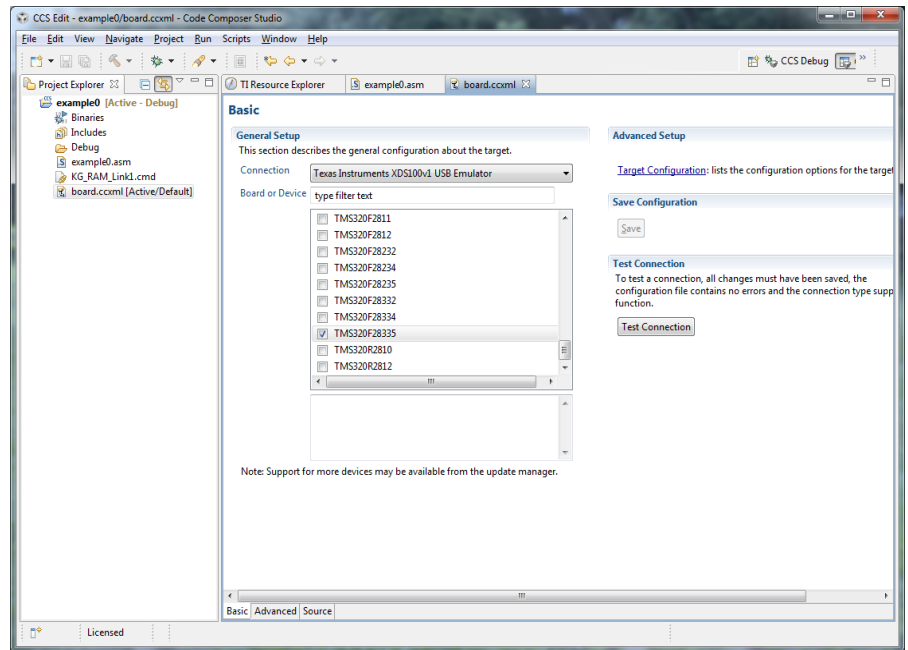 CCS Edit - example0/board.ccxml - Code Composer Studio
File Edit View Navigate Project Run Scripts Window Help
CCS Debug
Project Explorer
TI Resource Explorer
example0.asm
board.ccxml
example0 [Active - Debug]
Binaries
Includes
Debug
example0.asm
KG_RAM_Link1.cmd
board.ccxml [Active/Default]
Basic
General Setup
This section describes the general configuration about the target.
Connection
Texas Instruments XDS100v1 USB Emulator
Board or Device
type filter text
TMS320F2811
TMS320F2812
TMS320F28232
TMS320F28234
TMS320F28235
TMS320F28332
TMS320F28334
TMS320F28335
TMS320R2810
TMS320R2812
Note: Support for more devices may be available from the update manager.
Advanced Setup
Target Configuration: lists the configuration options for the target
Save Configuration
Save
Test Connection
To test a connection, all changes must have been saved, the
configuration file contains no errors and the connection type supp
function.
Test Connection
Basic Advanced Source
Licensed